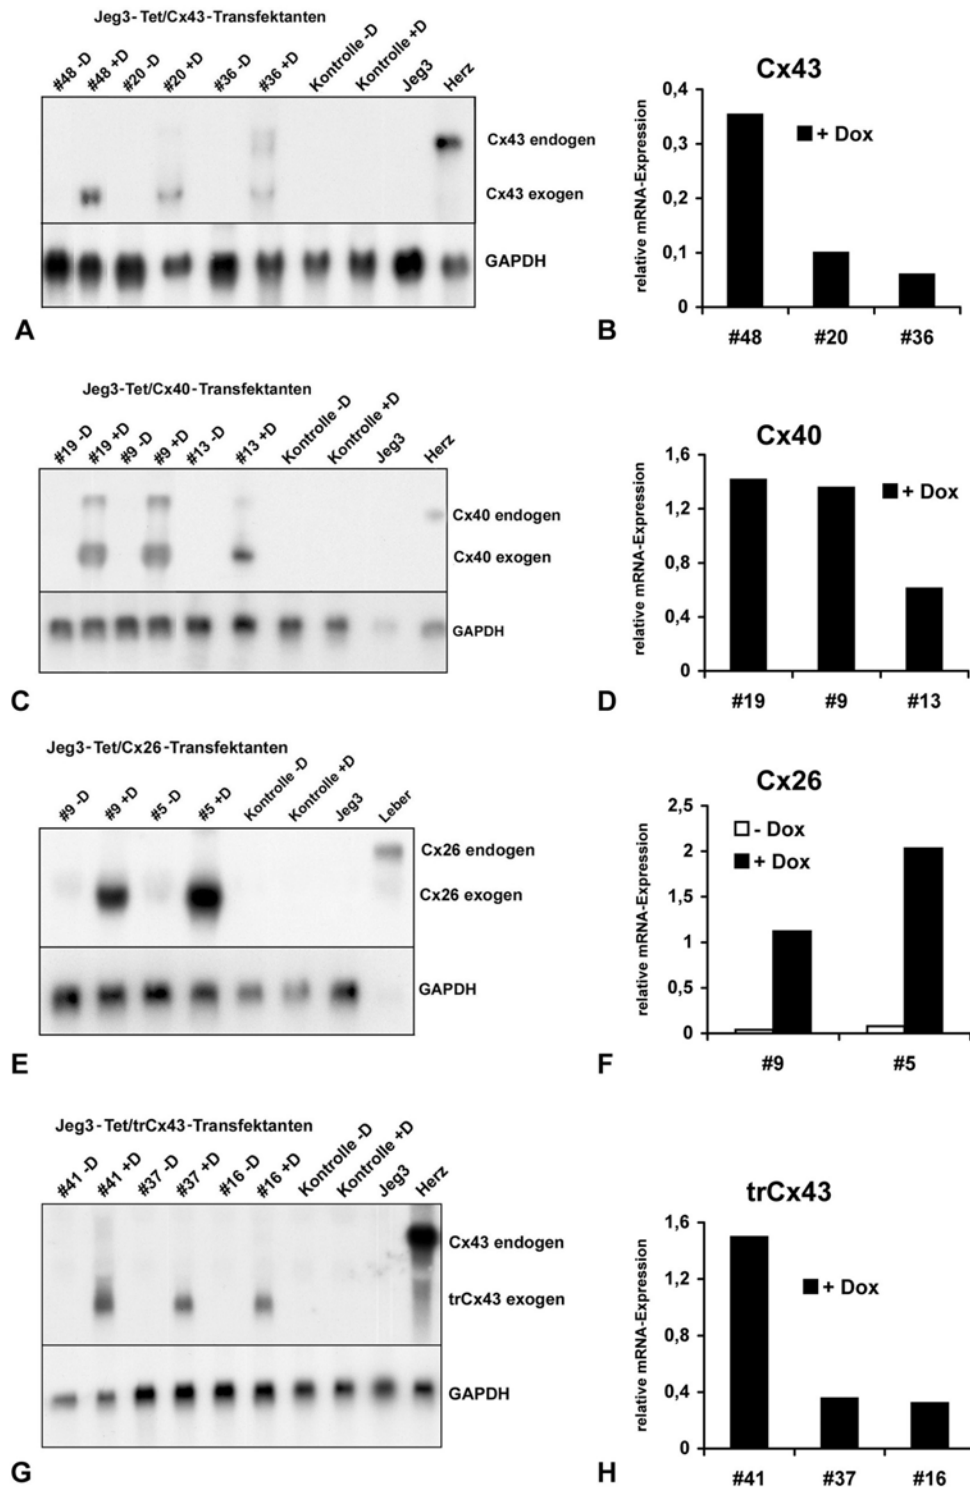 Jeg3-Tet/Cx43-Transfektanten
#48 -D
#48 +D
#20 -D
#20 +D
#36 -D
#36 +D
Kontrolle -D
Kontrolle +D
Jeg3
Herz
Cx43 endogen
Cx43 exogen
GAPDH
A
Cx43
relative mRNA-Expression
0,4
0,3
0,2
0,1
0
+ Dox
#48 #20 #36
B
Jeg3-Tet/Cx40-Transfektanten
#19 -D
#19 +D
#9 -D
#9 +D
#13 -D
#13 +D
Kontrolle -D
Kontrolle +D
Jeg3
Herz
Cx40 endogen
Cx40 exogen
GAPDH
C
Cx40
relative mRNA-Expression
1,6
1,2
0,8
0,4
0
+ Dox
#19 #9 #13
D
Jeg3-Tet/Cx26-Transfektanten
#9 -D
#9 +D
#5 -D
#5 +D
Kontrolle -D
Kontrolle +D
Jeg3
Leber
Cx26 endogen
Cx26 exogen
GAPDH
E
Cx26
relative mRNA-Expression
2,5
2
1,5
1
0,5
0
- Dox
+ Dox
#9 #5
F
Jeg3-Tet/trCx43-Transfektanten
#41 -D
#41 +D
#37 -D
#37 +D
#16 -D
#16 +D
Kontrolle -D
Kontrolle +D
Jeg3
Herz
Cx43 endogen
trCx43 exogen
GAPDH
G
trCx43
relative mRNA-Expression
1,6
1,2
0,8
0,4
0
+ Dox
#41 #37 #16
H